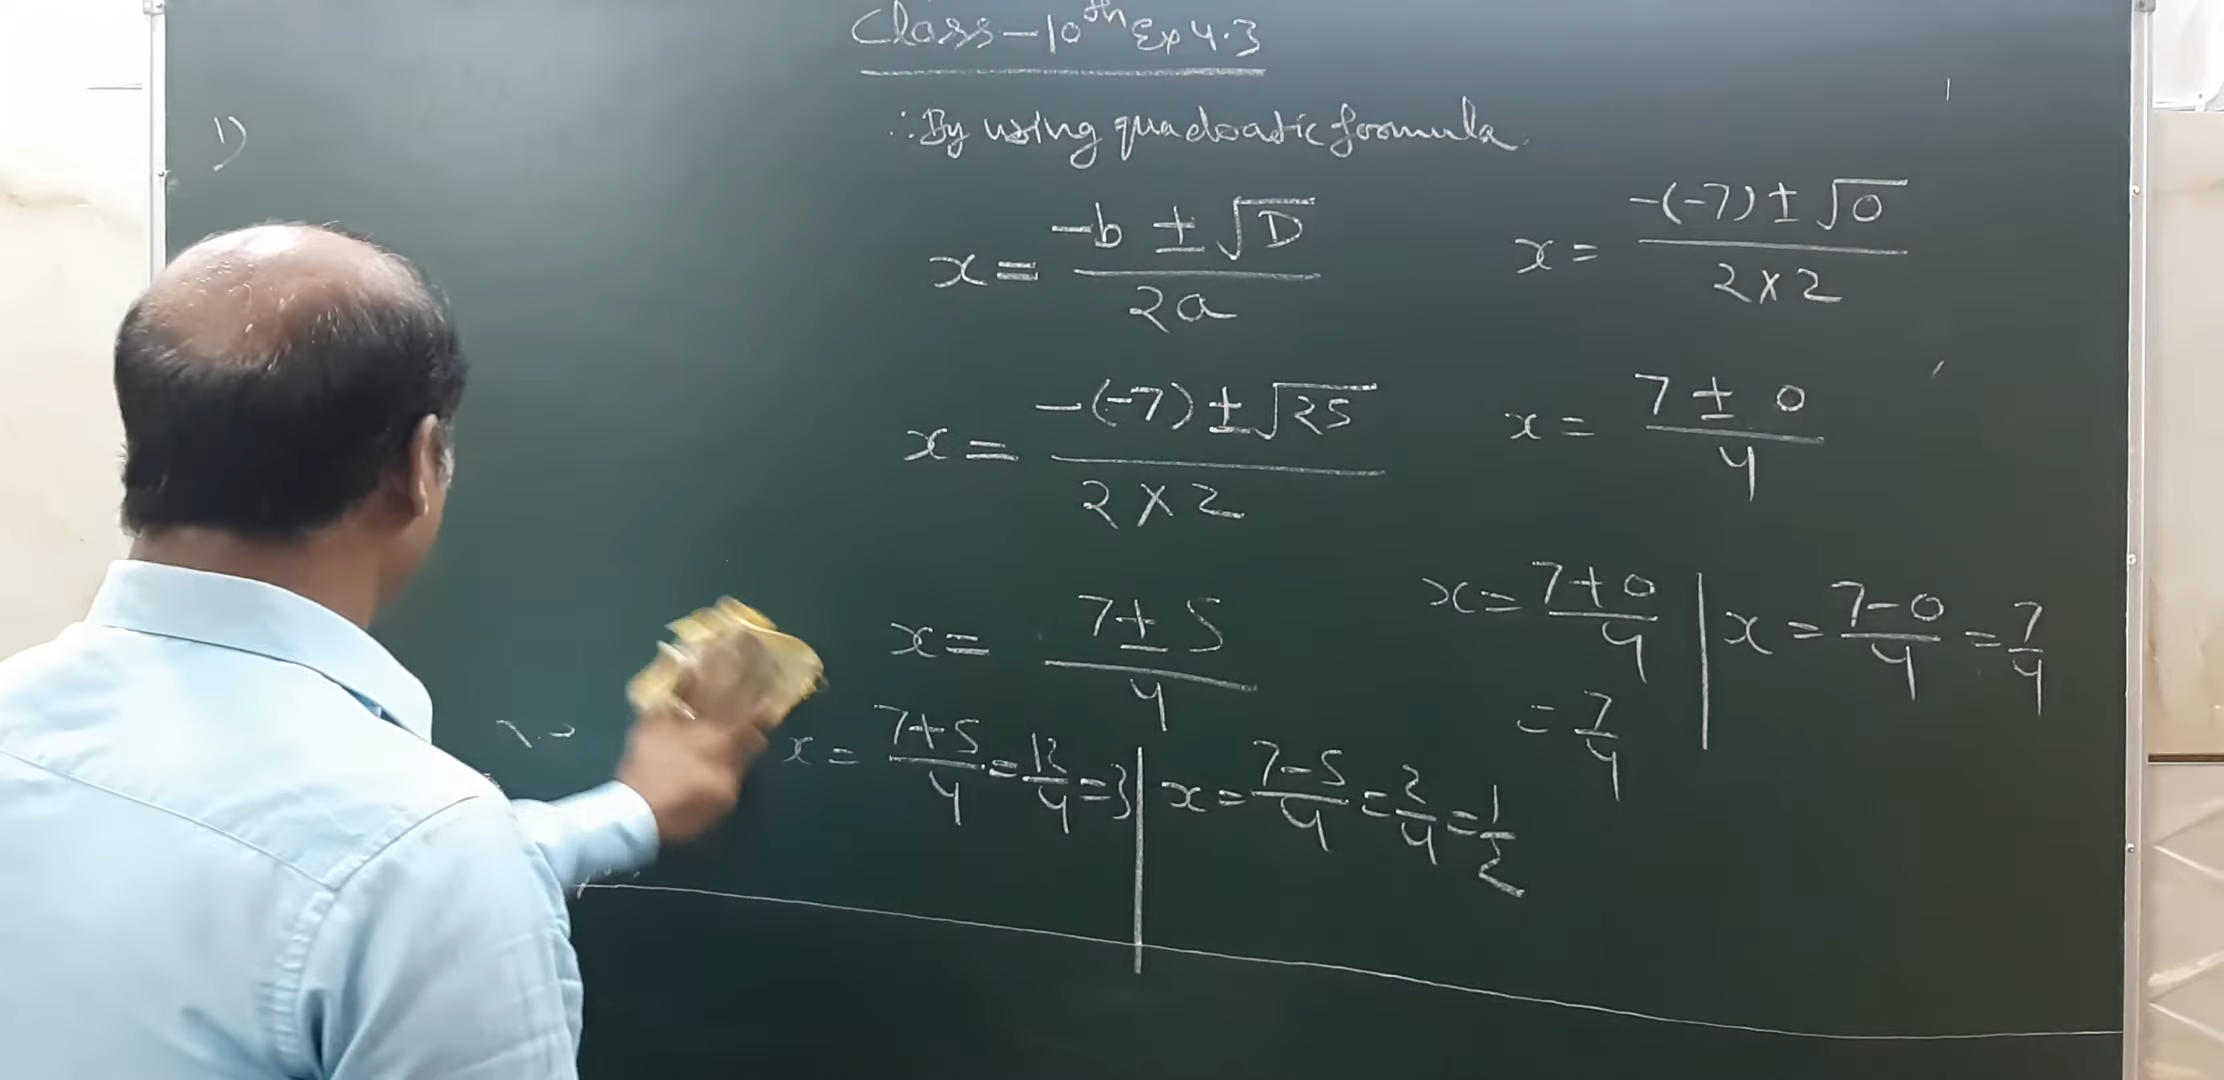 Class-10th Ex 4.3
1)
∴ By using quadratic formula
x = (-b ± √D) / 2a
x = (-(-7) ± √25) / (2 × 2)
x = (7 ± 5) / 4
x = (7+5)/4 = 12/4 = 3 | x = (7-5)/4 = 2/4 = 1/2
x = (-(-7) ± √0) / (2 × 2)
x = (7 ± 0) / 4
x = (7+0)/4 | x = (7-0)/4 = 7/4
= 7/4